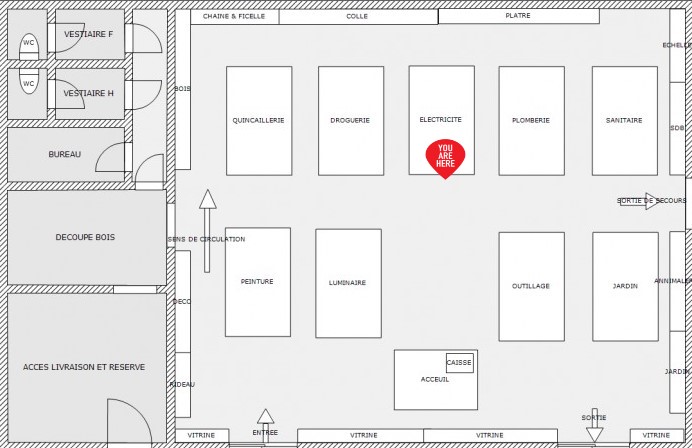 CHAINE & FICELLE
COLLE
PLATRE
WC
VESTIAIRE F
ECHELLE
WC
VESTIAIRE H
BOIS
QUINCAILLERIE
DROGUERIE
ELECTRICITE
PLOMBERIE
SANITAIRE
SDB
YOU
ARE
HERE
BUREAU
SORTIE DE SECOURS
DECOUPE BOIS
SENS DE CIRCULATION
PEINTURE
LUMINAIRE
OUTILLAGE
JARDIN
ANNIMALER
DECO
ACCES LIVRAISON ET RESERVE
CAISSE
ACCEUIL
RIDEAU
JARDIN
SORTIE
ENTREE
VITRINE
VITRINE
VITRINE
VITRINE